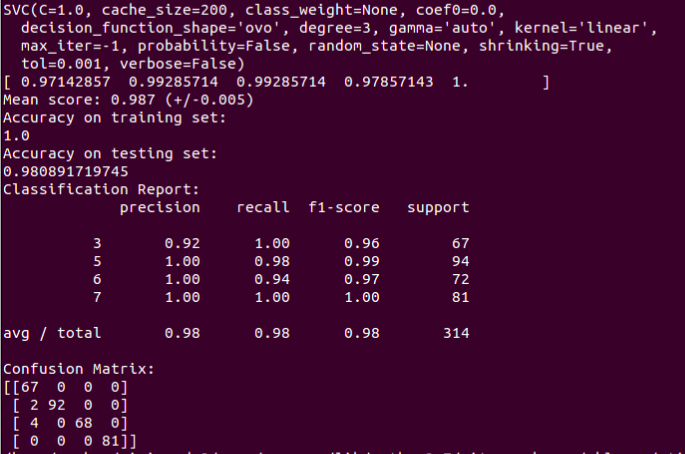 SVC(C=1.0, cache_size=200, class_weight=None, coef0=0.0,
  decision_function_shape='ovo', degree=3, gamma='auto', kernel='linear',
  max_iter=-1, probability=False, random_state=None, shrinking=True,
  tol=0.001, verbose=False)
[ 0.97142857  0.99285714  0.99285714  0.97857143  1.        ]
Mean score: 0.987 (+/-0.005)
Accuracy on training set:
1.0
Accuracy on testing set:
0.980891719745
Classification Report:
             precision    recall  f1-score   support
          3       0.92      1.00      0.96        67
          5       1.00      0.98      0.99        94
          6       1.00      0.94      0.97        72
          7       1.00      1.00      1.00        81
avg / total       0.98      0.98      0.98       314
Confusion Matrix:
[[67  0  0  0]
 [ 2 92  0  0]
 [ 4  0 68  0]
 [ 0  0  0 81]]